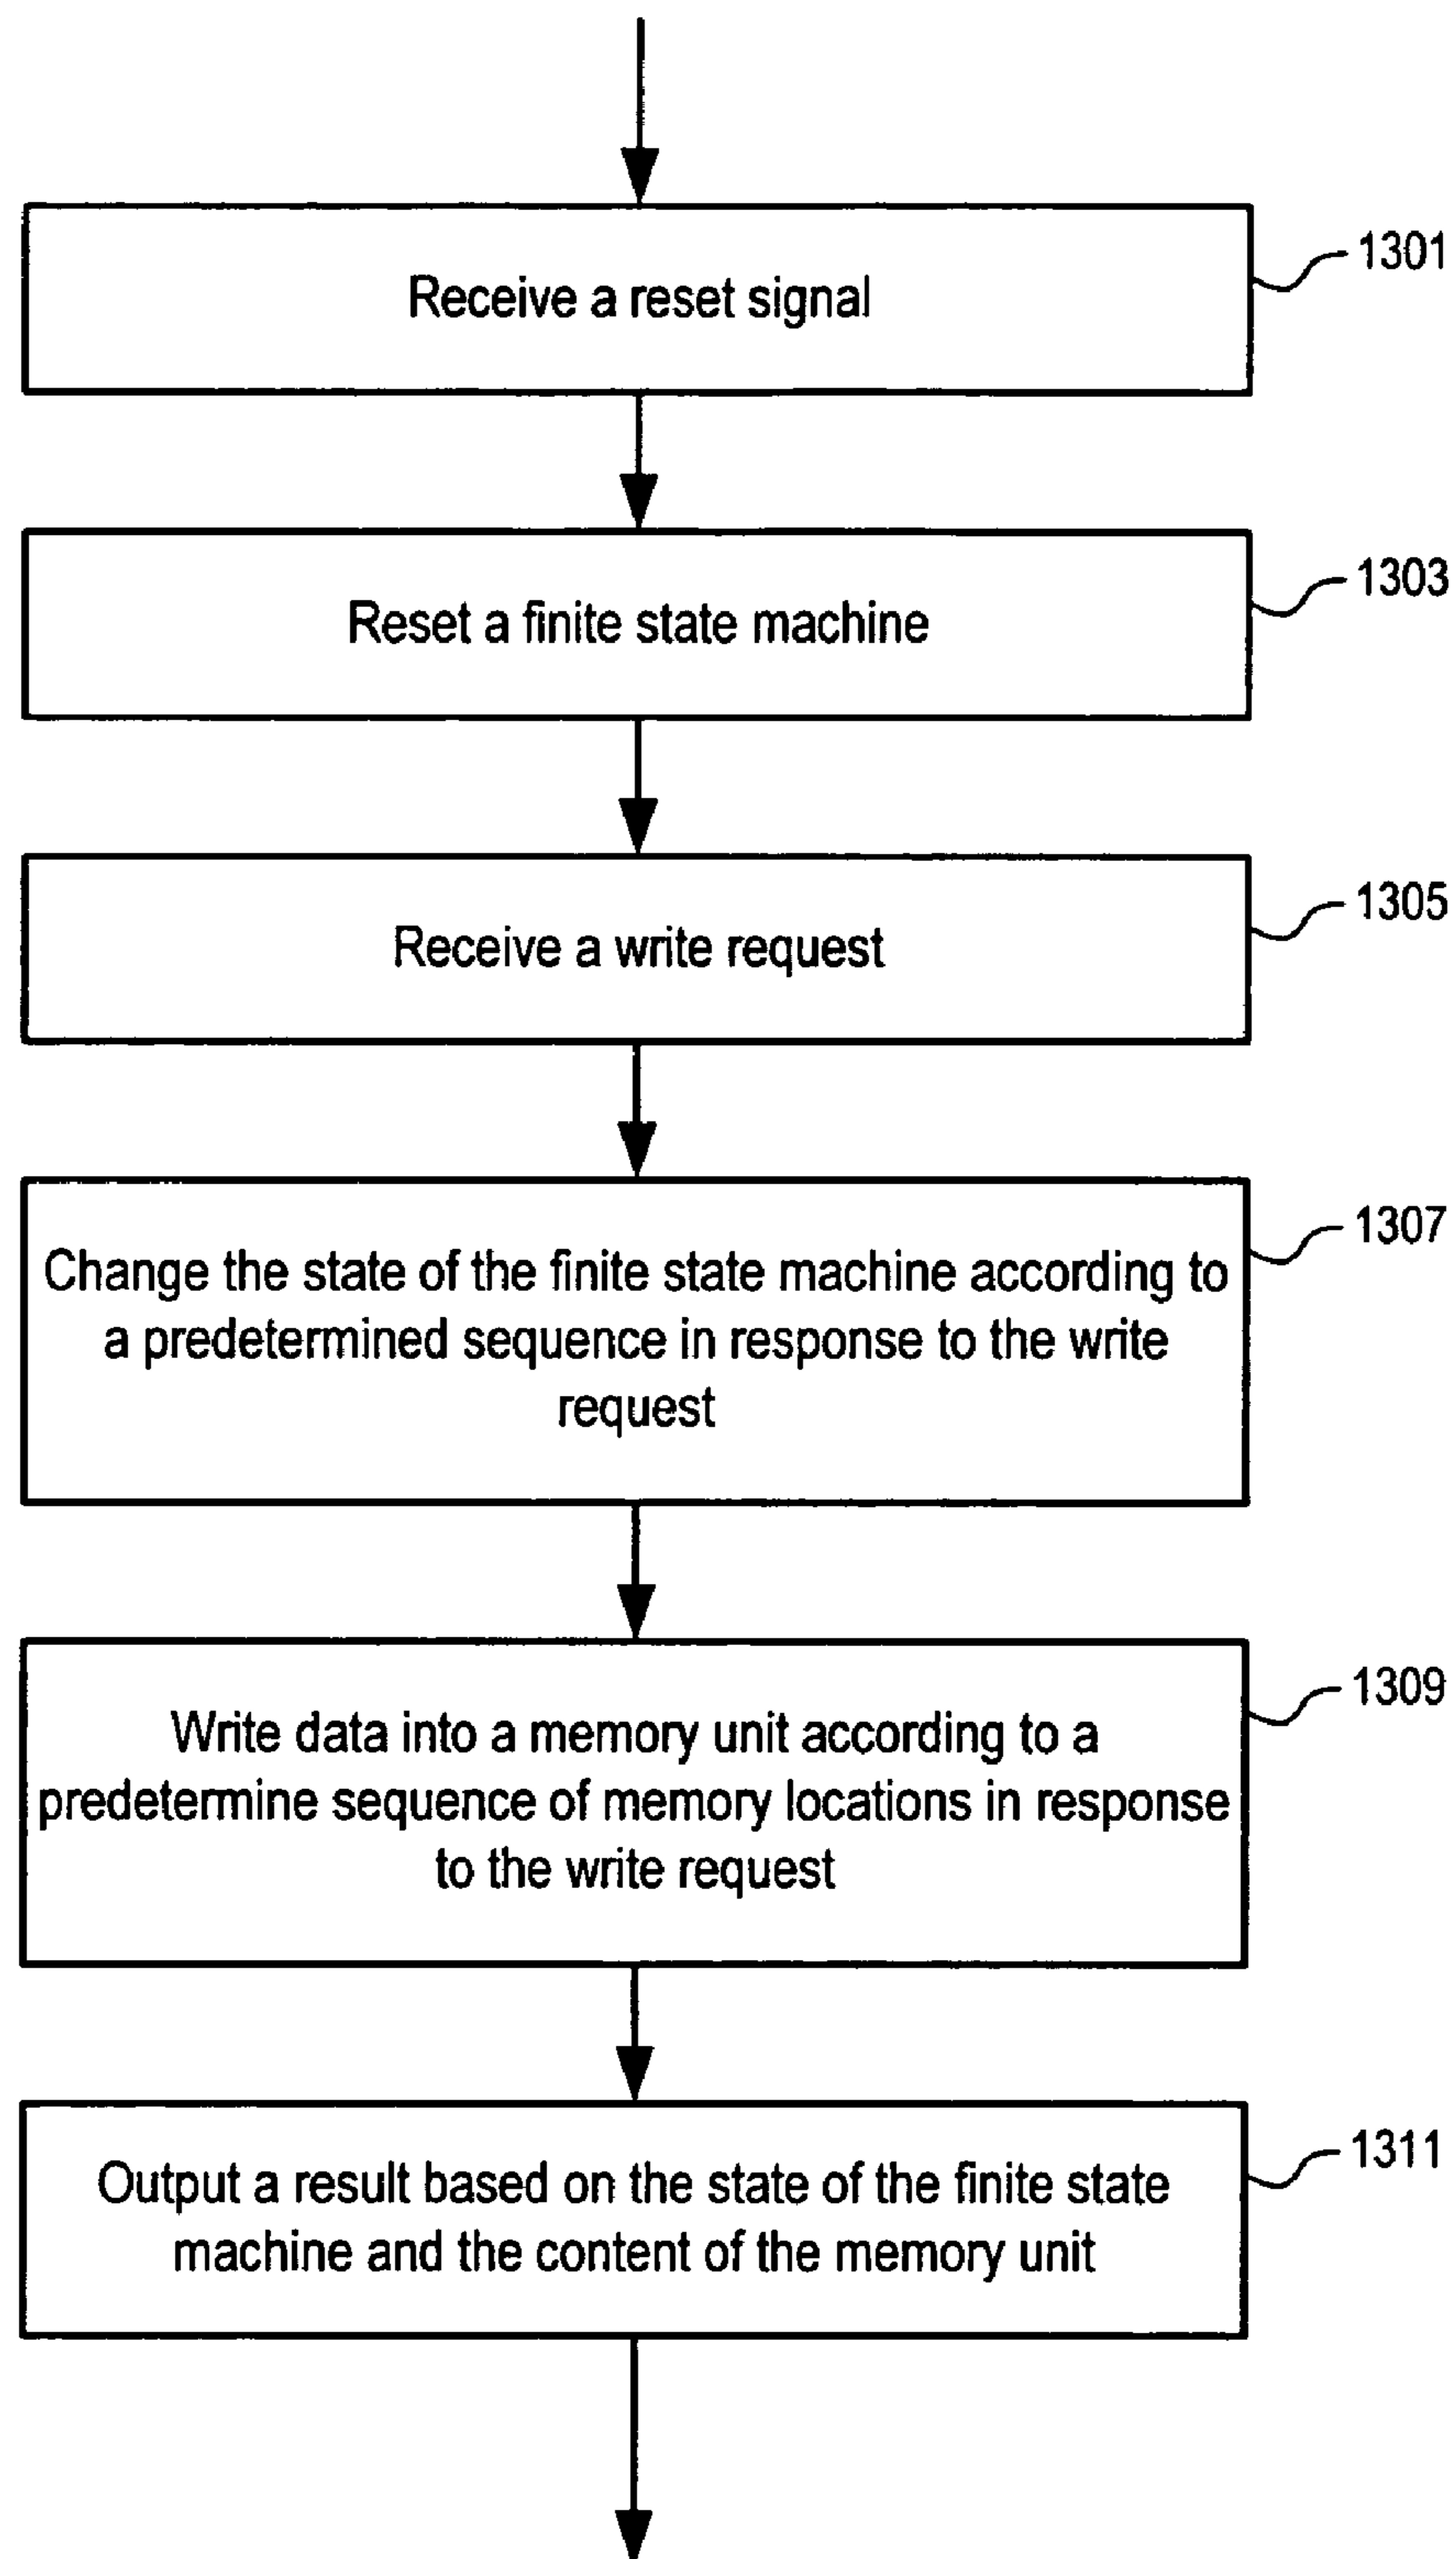 Receive a reset signal
1301
Reset a finite state machine
1303
Receive a write request
1305
Change the state of the finite state machine according to
a predetermined sequence in response to the write
request
1307
Write data into a memory unit according to a
predetermine sequence of memory locations in response
to the write request
1309
Output a result based on the state of the finite state
machine and the content of the memory unit
1311